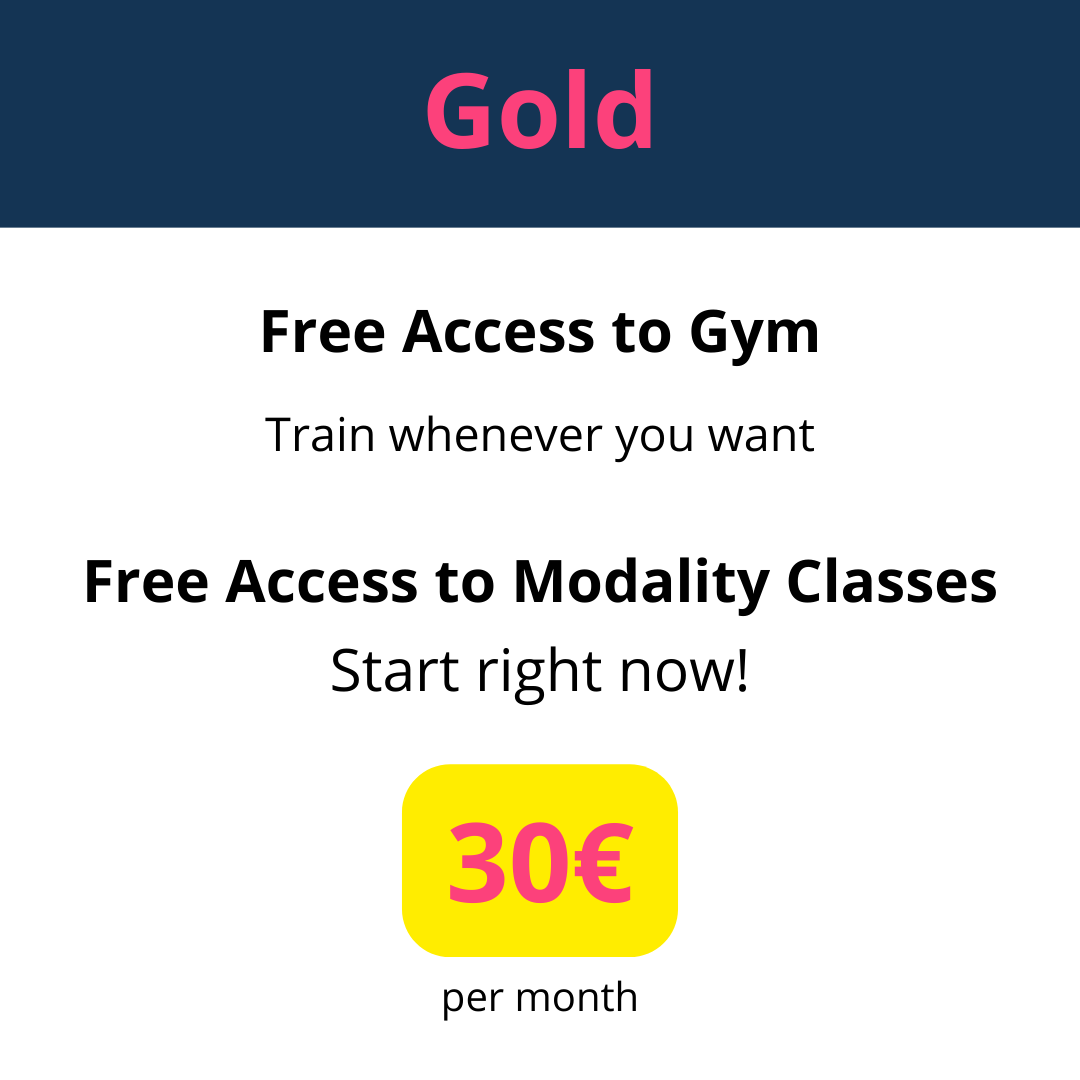 Gold
Free Access to Gym
Train whenever you want
Free Access to Modality Classes
Start right now!
30€
per month